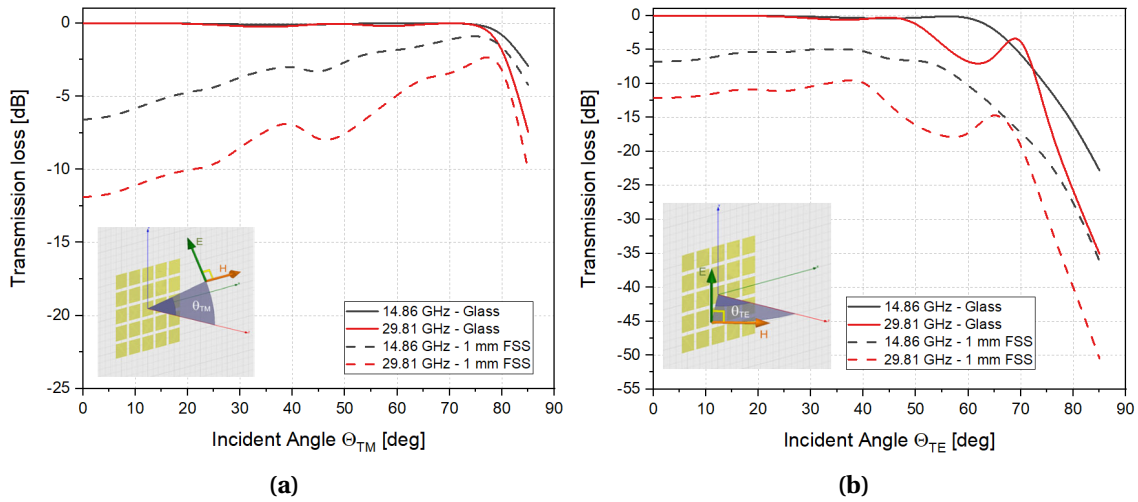 0
-5
-10
-15
-20
-25
Transmission loss [dB]
E
H
θTM
14.86 GHz - Glass
29.81 GHz - Glass
14.86 GHz - 1 mm FSS
29.81 GHz - 1 mm FSS
0 10 20 30 40 50 60 70 80 90
Incident Angle ΘTM [deg]
(a)
0
-5
-10
-15
-20
-25
-30
-35
-40
-45
-50
-55
Transmission loss [dB]
E
θTE
H
14.86 GHz - Glass
29.81 GHz - Glass
14.86 GHz - 1 mm FSS
29.81 GHz - 1 mm FSS
0 10 20 30 40 50 60 70 80 90
Incident Angle ΘTE [deg]
(b)